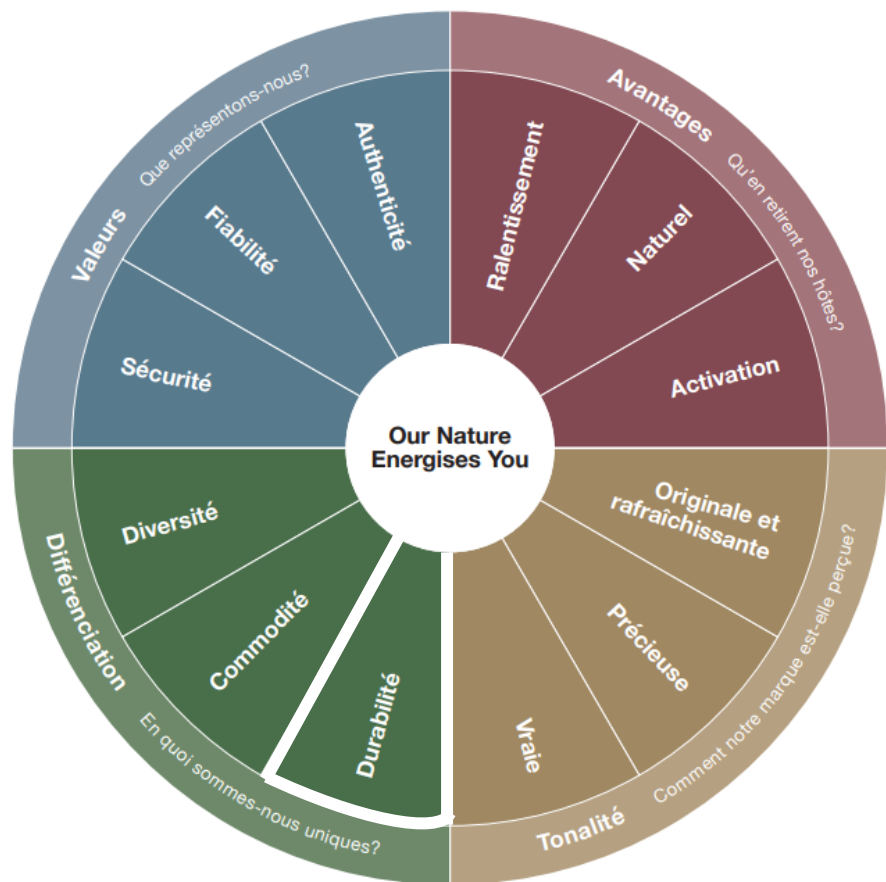 Valeurs
Que représentons-nous?
Sécurité
Fiabilité
Authenticité
Avantages
Qu'en retirent nos hôtes?
Ralentissement
Naturel
Activation
Our Nature
Energises You
Différenciation
En quoi sommes-nous uniques?
Diversité
Commodité
Durabilité
Tonalité
Comment notre marque est-elle perçue?
Originale et
rafraîchissante
Précieuse
Vraie